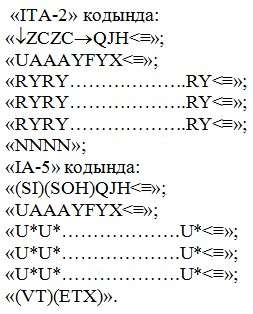 «ITA-2» кодында:
«↓ZCZC→QJH<≡»;
«UAAAYFYX<≡»;
«RYRY………………….RY<≡»;
«RYRY………………….RY<≡»;
«RYRY………………….RY<≡»;
«NNNN»;
«IA-5» кодында:
«(SI)(SOH)QJH<≡»;
«UAAAYFYX<≡»;
«U*U*………………….U*<≡»;
«U*U*………………….U*<≡»;
«U*U*………………….U*<≡»;
«(VT)(ETX)».